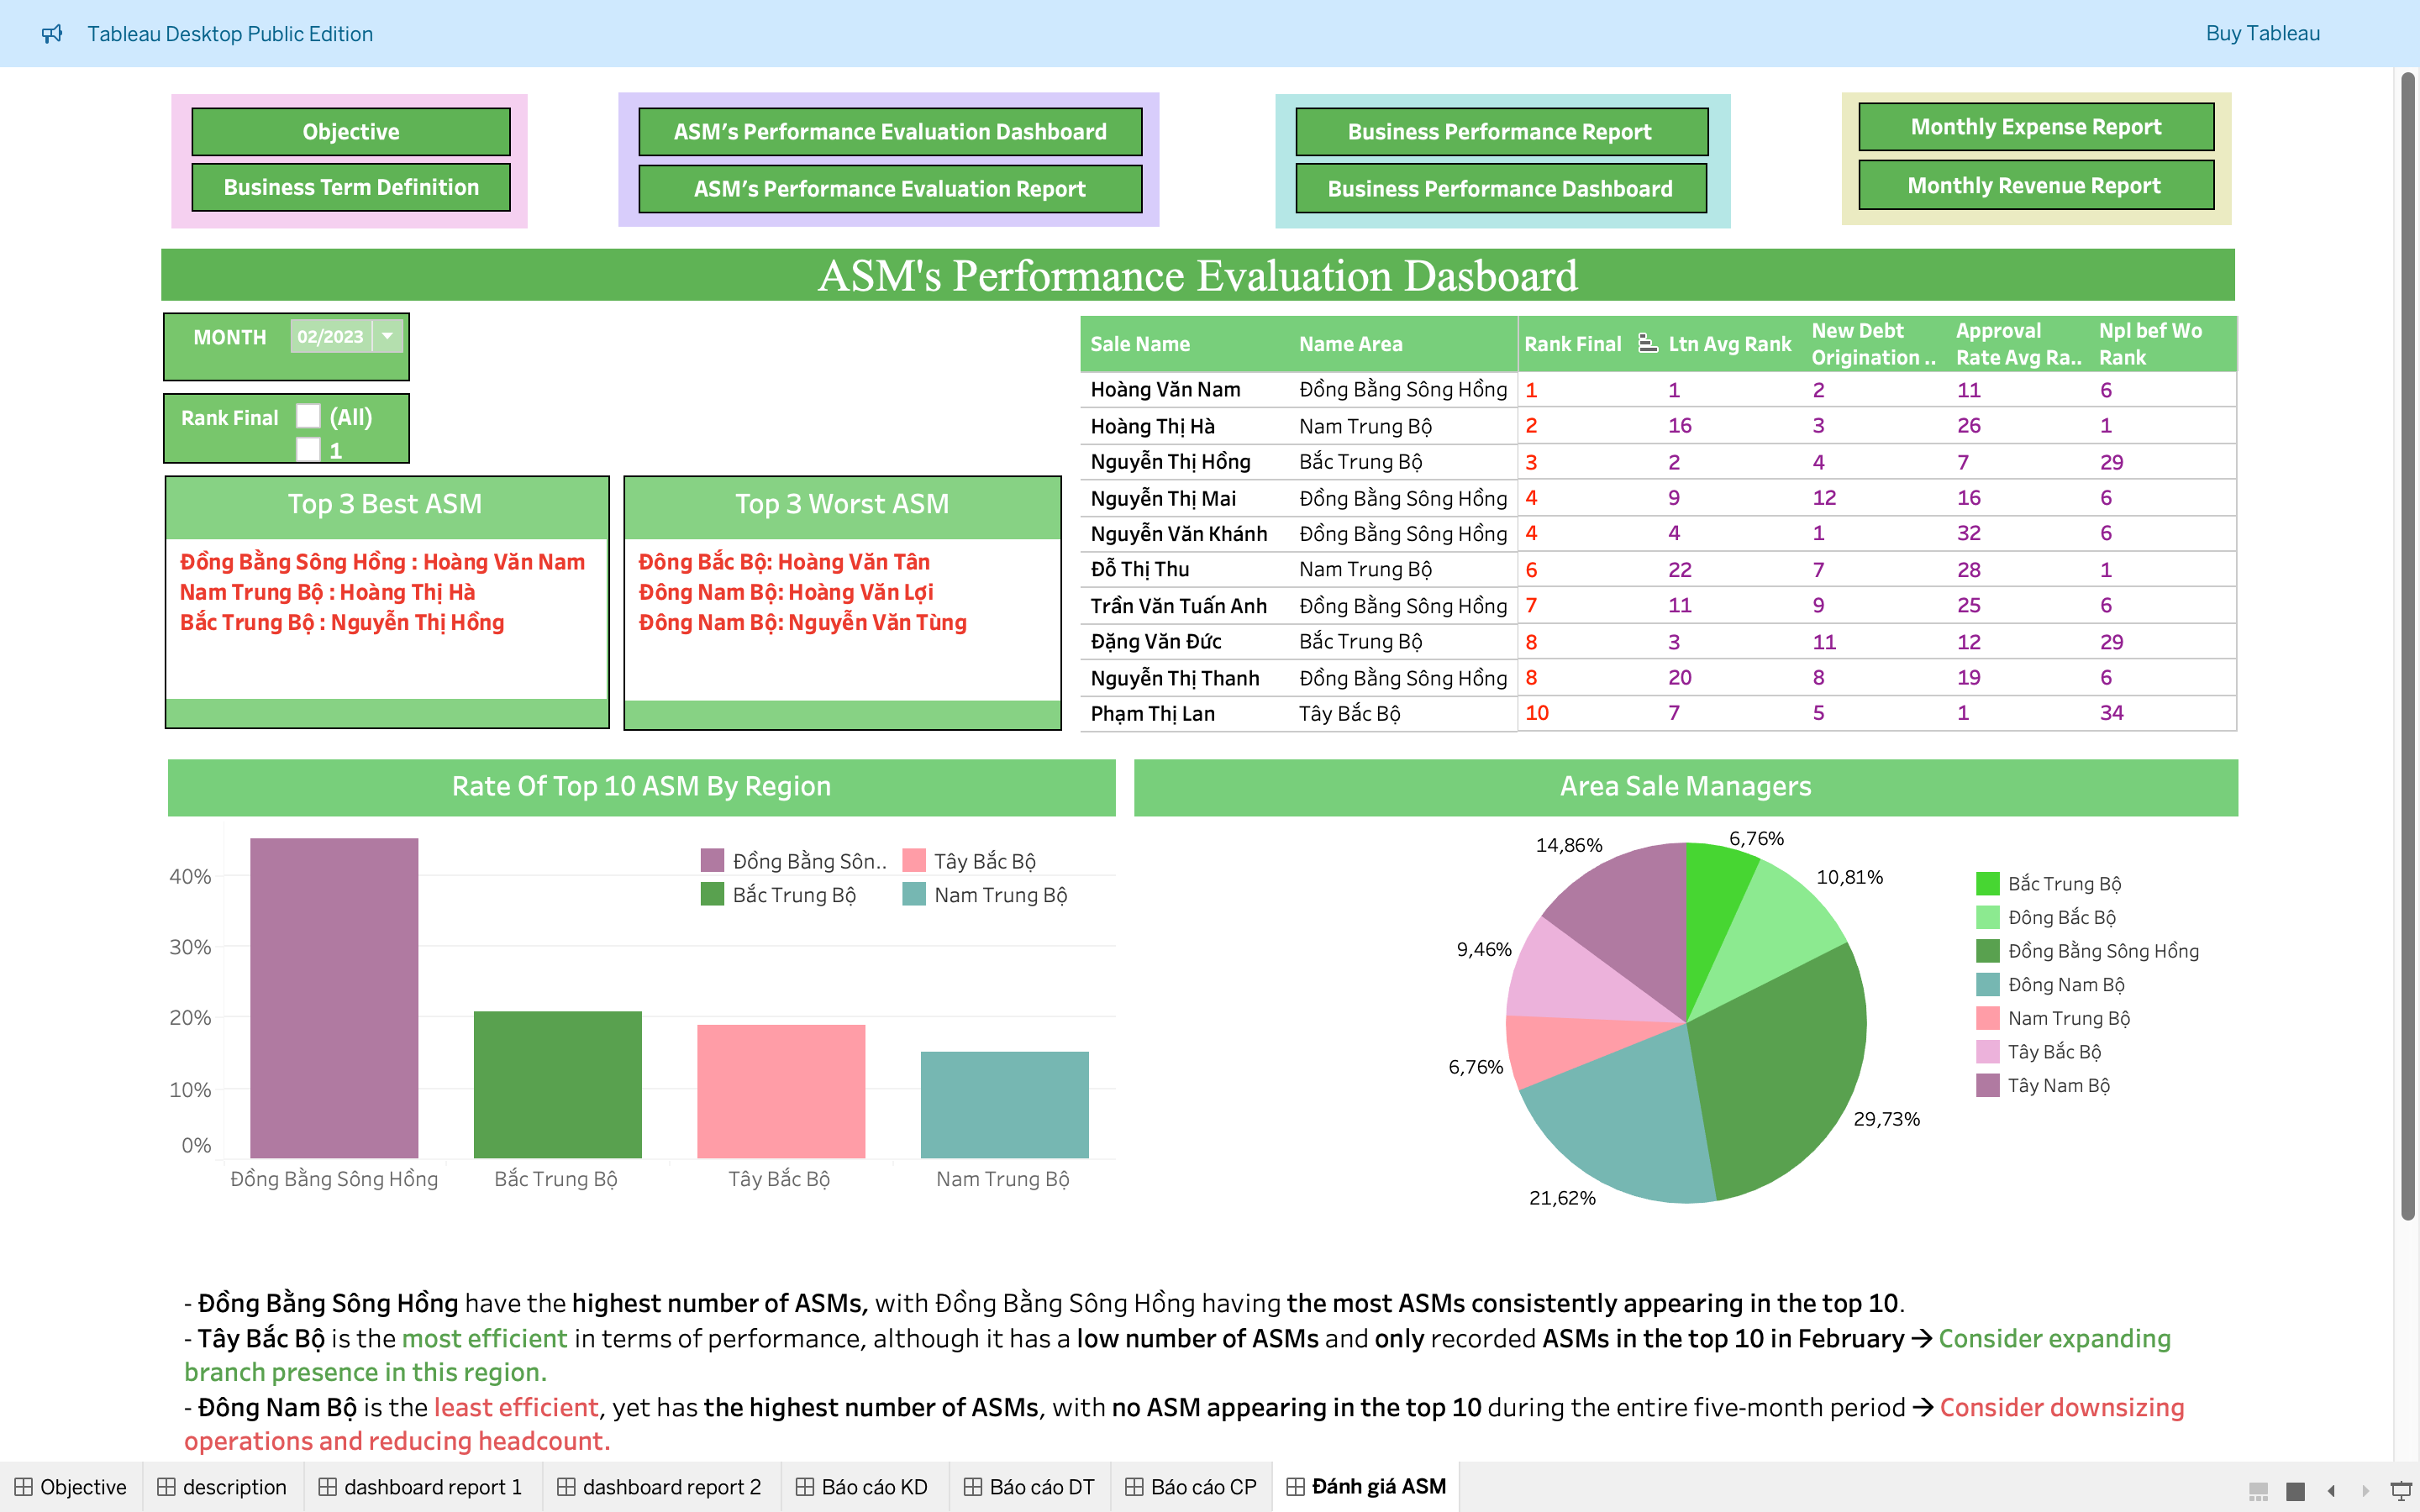 Tableau Desktop Public Edition
Buy Tableau
Objective
Business Term Definition
ASM's Performance Evaluation Dashboard
ASM's Performance Evaluation Report
Business Performance Report
Business Performance Dashboard
Monthly Expense Report
Monthly Revenue Report
ASM's Performance Evaluation Dasboard
MONTH 02/2023
Rank Final (All)
1
Top 3 Best ASM
Đồng Bằng Sông Hồng : Hoàng Văn Nam
Nam Trung Bộ : Hoàng Thị Hà
Bắc Trung Bộ : Nguyễn Thị Hồng
Top 3 Worst ASM
Đông Bắc Bộ: Hoàng Văn Tân
Đông Nam Bộ: Hoàng Văn Lợi
Đông Nam Bộ: Nguyễn Văn Tùng
Sale Name Name Area Rank Final Ltn Avg Rank New Debt Origination .. Approval Rate Avg Ra.. Npl bef Wo Rank
Hoàng Văn Nam Đồng Bằng Sông Hồng 1 1 2 11 6
Hoàng Thị Hà Nam Trung Bộ 2 16 3 26 1
Nguyễn Thị Hồng Bắc Trung Bộ 3 2 4 7 29
Nguyễn Thị Mai Đồng Bằng Sông Hồng 4 9 12 16 6
Nguyễn Văn Khánh Đồng Bằng Sông Hồng 4 4 1 32 6
Đỗ Thị Thu Nam Trung Bộ 6 22 7 28 1
Trần Văn Tuấn Anh Đồng Bằng Sông Hồng 7 11 9 25 6
Đặng Văn Đức Bắc Trung Bộ 8 3 11 12 29
Nguyễn Thị Thanh Đồng Bằng Sông Hồng 8 20 8 19 6
Phạm Thị Lan Tây Bắc Bộ 10 7 5 1 34
Rate Of Top 10 ASM By Region
40%
30%
20%
10%
0%
Đồng Bằng Sôn.. Tây Bắc Bộ
Bắc Trung Bộ Nam Trung Bộ
Đồng Bằng Sông Hồng Bắc Trung Bộ Tây Bắc Bộ Nam Trung Bộ
Area Sale Managers
14,86%
6,76%
10,81%
9,46%
6,76%
29,73%
21,62%
Bắc Trung Bộ
Đông Bắc Bộ
Đồng Bằng Sông Hồng
Đông Nam Bộ
Nam Trung Bộ
Tây Bắc Bộ
Tây Nam Bộ
- Đồng Bằng Sông Hồng have the highest number of ASMs, with Đồng Bằng Sông Hồng having the most ASMs consistently appearing in the top 10.
- Tây Bắc Bộ is the most efficient in terms of performance, although it has a low number of ASMs and only recorded ASMs in the top 10 in February → Consider expanding
branch presence in this region.
- Đông Nam Bộ is the least efficient, yet has the highest number of ASMs, with no ASM appearing in the top 10 during the entire five-month period → Consider downsizing
operations and reducing headcount.
Objective description dashboard report 1 dashboard report 2 Báo cáo KD Báo cáo DT Báo cáo CP Đánh giá ASM